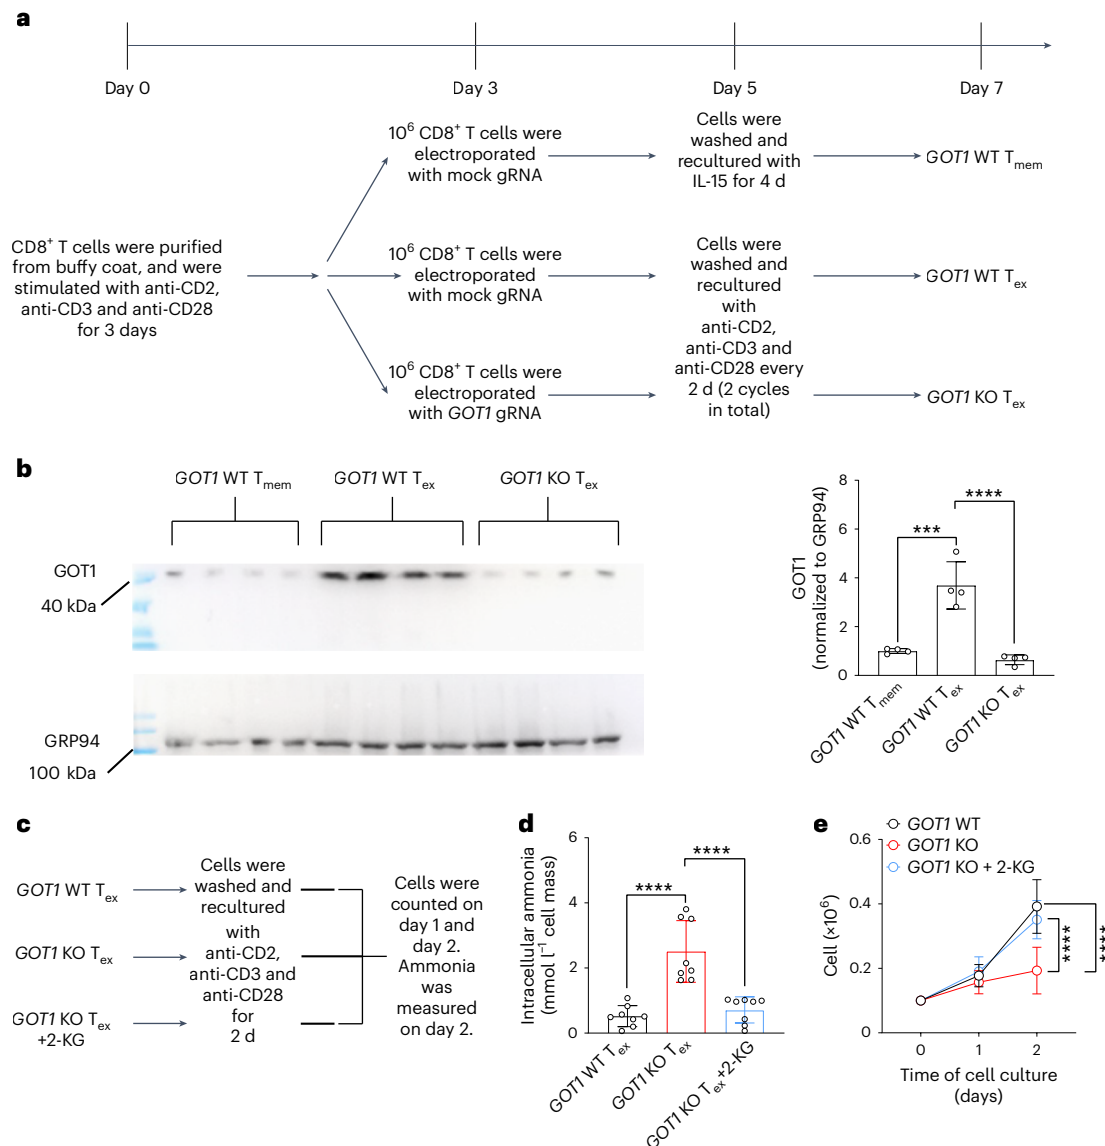 a
Day 0
Day 3
Day 5
Day 7
CD8⁺ T cells were purified
from buffy coat, and were
stimulated with anti-CD2,
anti-CD3 and anti-CD28
for 3 days
10⁶ CD8⁺ T cells were
electroporated
with mock gRNA
Cells were
washed and
recultured with
IL-15 for 4 d
GOT1 WT Tmem
10⁶ CD8⁺ T cells were
electroporated
with mock gRNA
Cells were
washed and
recultured
with
anti-CD2,
anti-CD3 and
anti-CD28 every
2 d (2 cycles
in total)
GOT1 WT Tex
10⁶ CD8⁺ T cells were
electroporated
with GOT1 gRNA
GOT1 KO Tex
b
GOT1 WT Tmem
GOT1 WT Tex
GOT1 KO Tex
GOT1
40 kDa
GRP94
100 kDa
GOT1
(normalized to GRP94)
8
6
4
2
0
***
****
GOT1 WT Tmem
GOT1 WT Tex
GOT1 KO Tex
c
GOT1 WT Tex
GOT1 KO Tex
GOT1 KO Tex
+2-KG
Cells were
washed and
recultured
with
anti-CD2,
anti-CD3 and
anti-CD28
for
2 d
Cells were
counted on
day 1 and
day 2.
Ammonia
was
measured
on day 2.
d
Intracellular ammonia
(mmol l⁻¹ cell mass)
6
4
2
0
****
****
GOT1 WT Tex
GOT1 KO Tex
GOT1 KO Tex +2-KG
e
GOT1 WT
GOT1 KO
GOT1 KO + 2-KG
Cell (×10⁶)
0.6
0.4
0.2
0
****
****
0
1
2
Time of cell culture
(days)